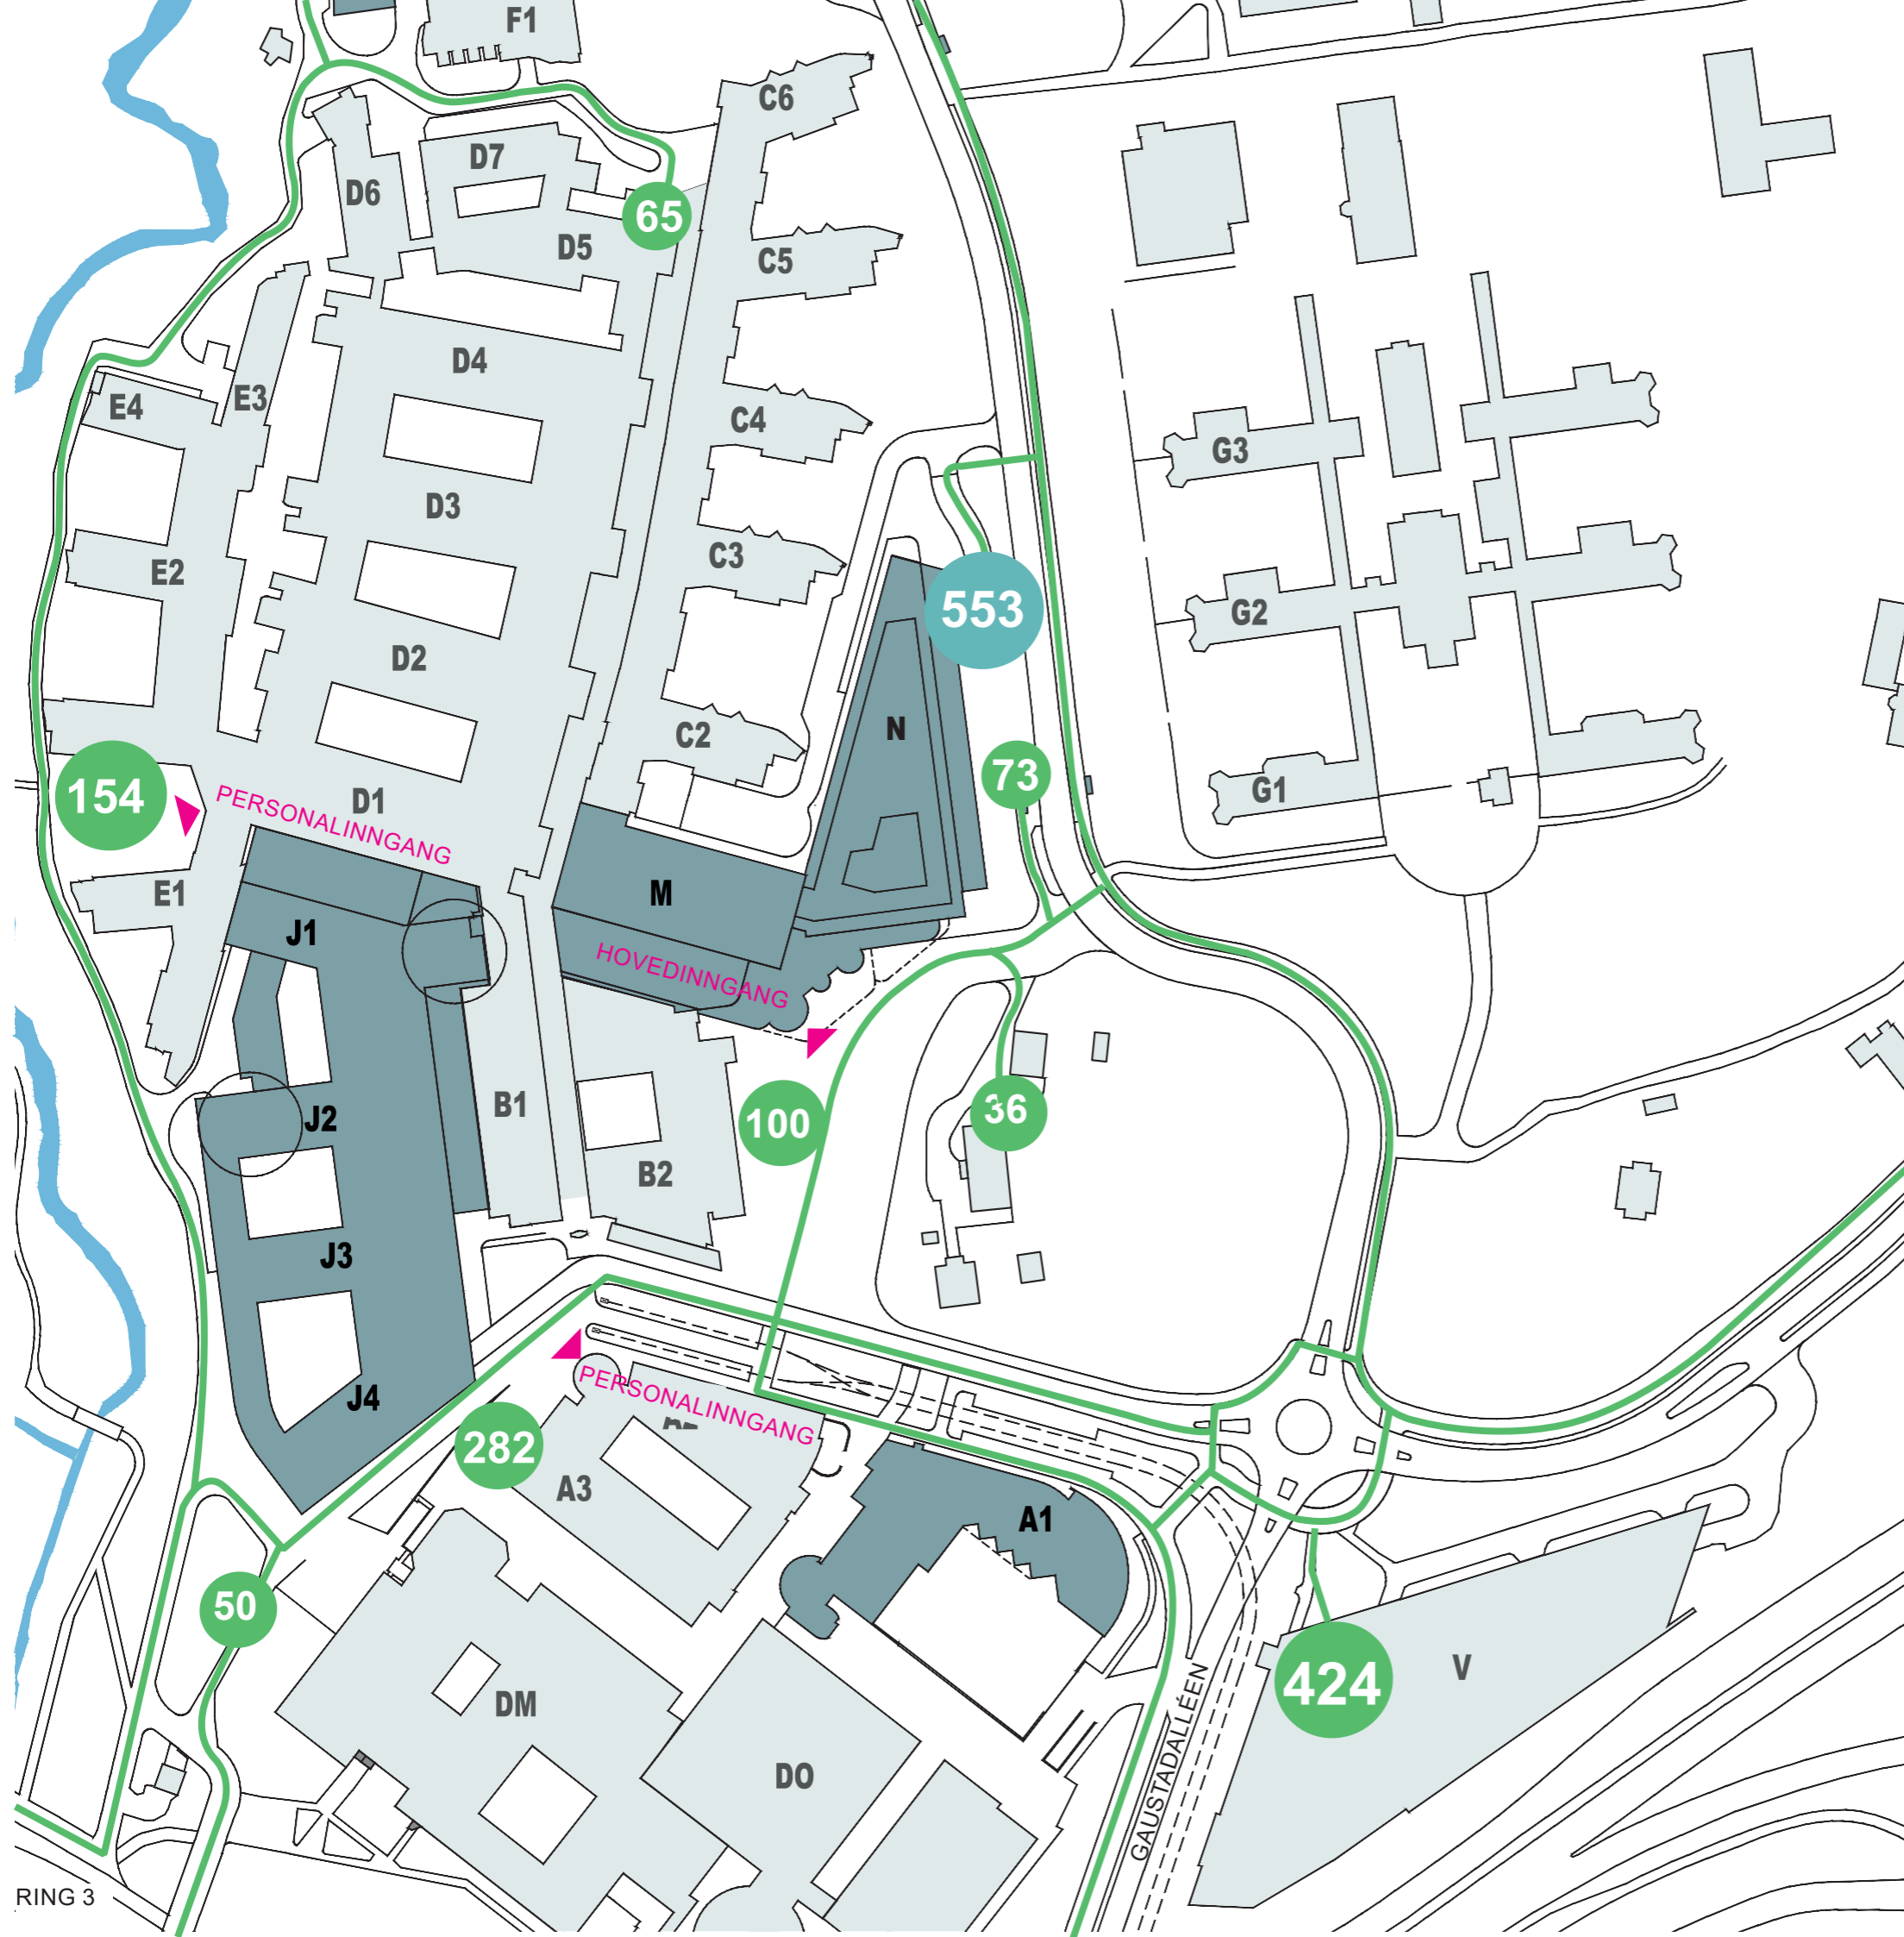 F1
C6
D7
D6
65
D5
C5
D4
E3
E4
C4
G3
D3
C3
E2
553
G2
D2
N
C2
73
154
PERSONALINNGANG
D1
G1
E1
M
J1
HOVEDINNGANG
B1
J2
100
36
B2
J3
J4
PERSONALINNGANG
282
A3
A1
50
V
424
DM
DO
GAUSTADALLÉEN
RING 3